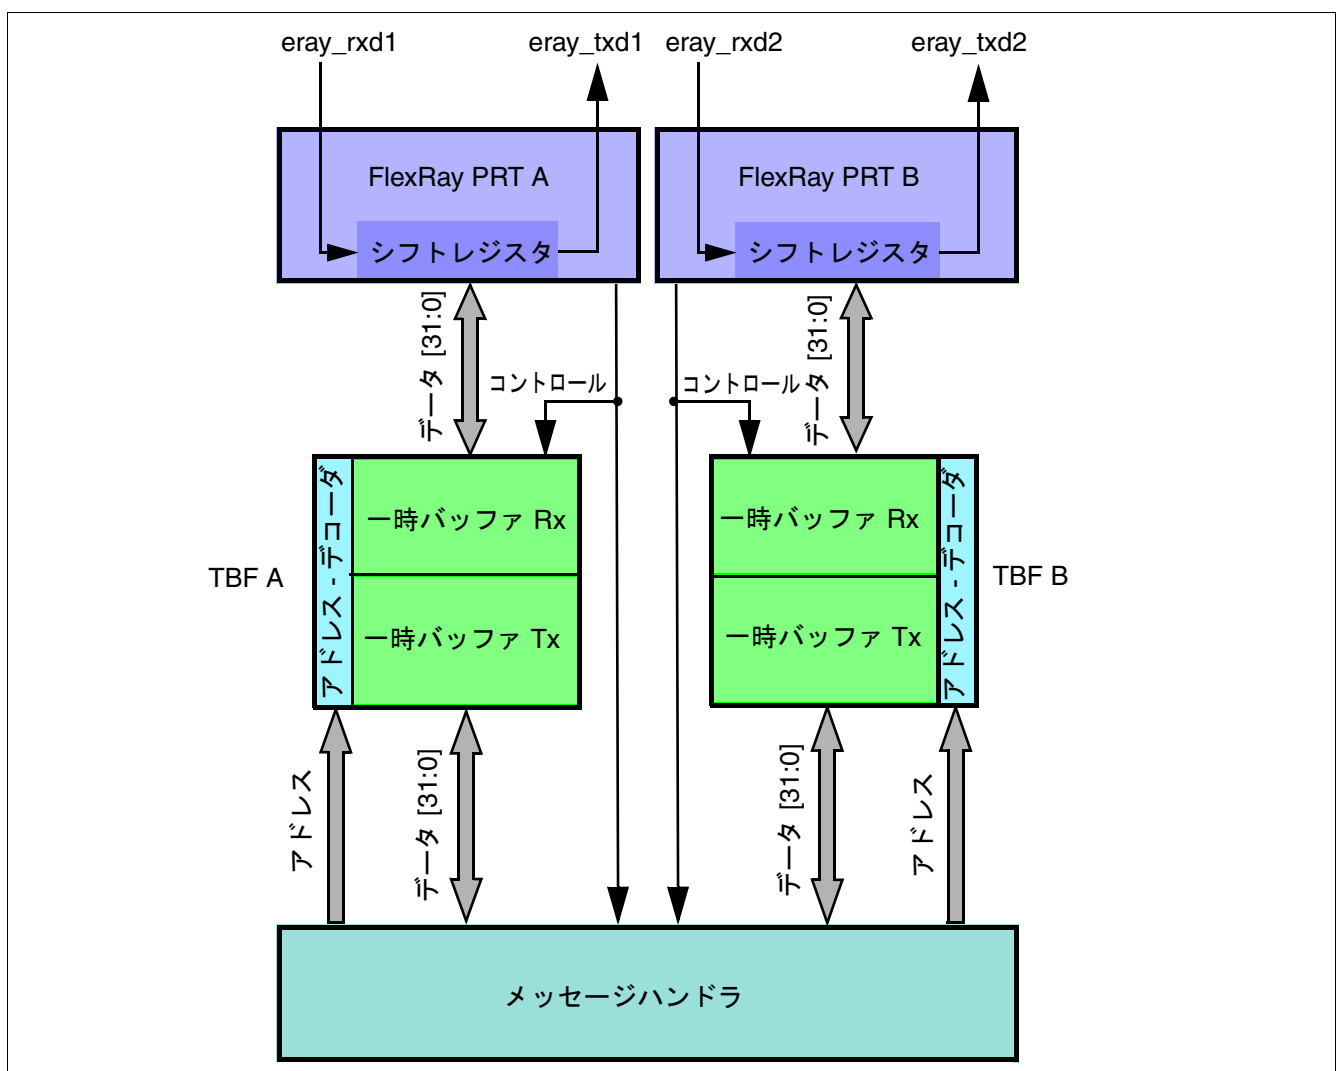 eray_rxd1
eray_txd1
eray_rxd2
eray_txd2
FlexRay PRT A
FlexRay PRT B
シフトレジスタ
シフトレジスタ
データ [31:0]
コントロール
コントロール
データ [31:0]
TBF A
アドレス - デコーダ
一時バッファ Rx
一時バッファ Tx
一時バッファ Rx
一時バッファ Tx
アドレス - デコーダ
TBF B
アドレス
データ [31:0]
データ [31:0]
アドレス
メッセージハンドラ